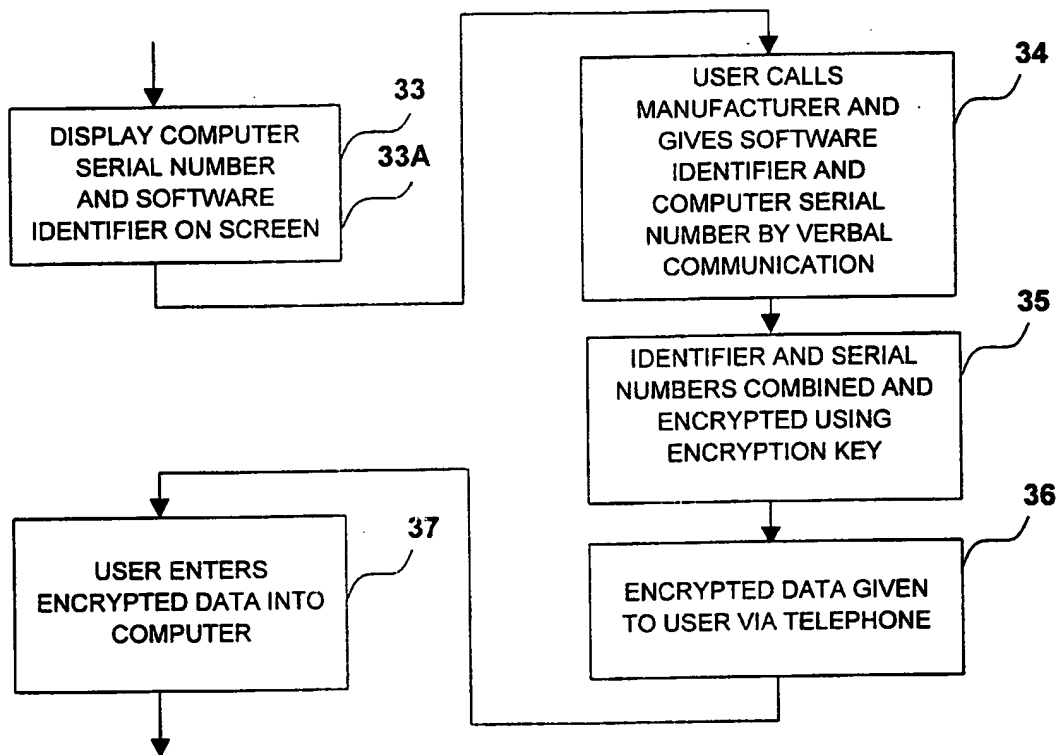 33
33A
DISPLAY COMPUTER
SERIAL NUMBER
AND SOFTWARE
IDENTIFIER ON SCREEN
34
USER CALLS
MANUFACTURER AND
GIVES SOFTWARE
IDENTIFIER AND
COMPUTER SERIAL
NUMBER BY VERBAL
COMMUNICATION
35
IDENTIFIER AND SERIAL
NUMBERS COMBINED AND
ENCRYPTED USING
ENCRYPTION KEY
36
ENCRYPTED DATA GIVEN
TO USER VIA TELEPHONE
37
USER ENTERS
ENCRYPTED DATA INTO
COMPUTER